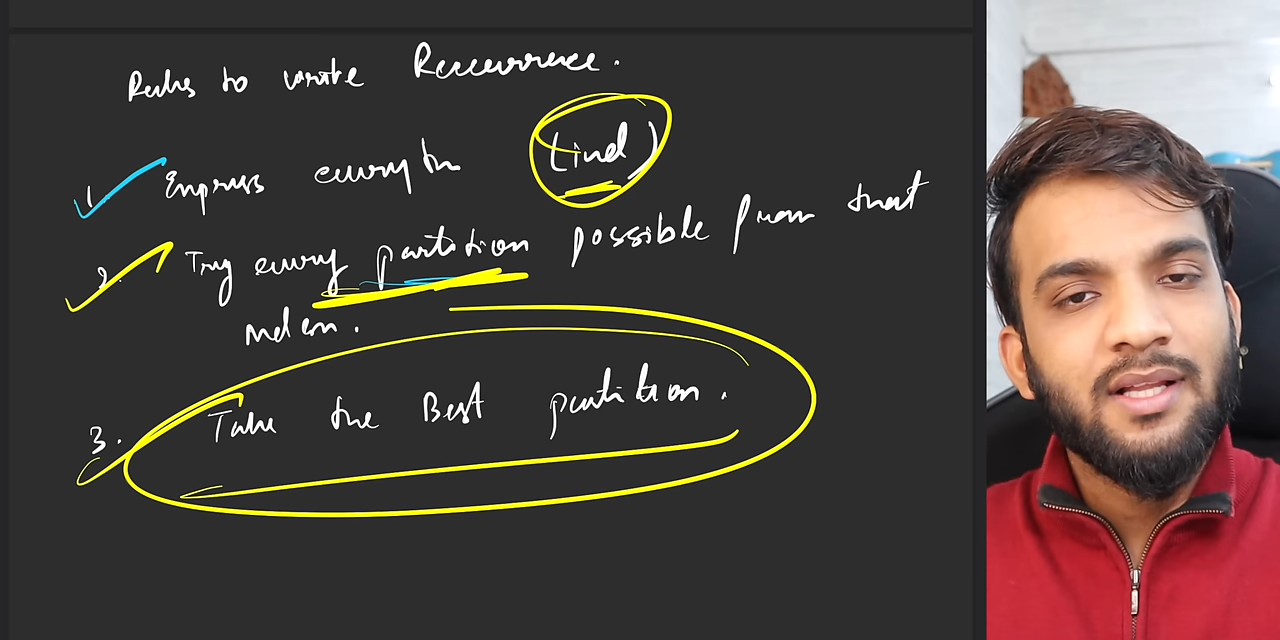 Rules to write Recurrence.
1. Express everythn (ind)
2. Try every partition possible from that
index.
3. Take the Best partition.